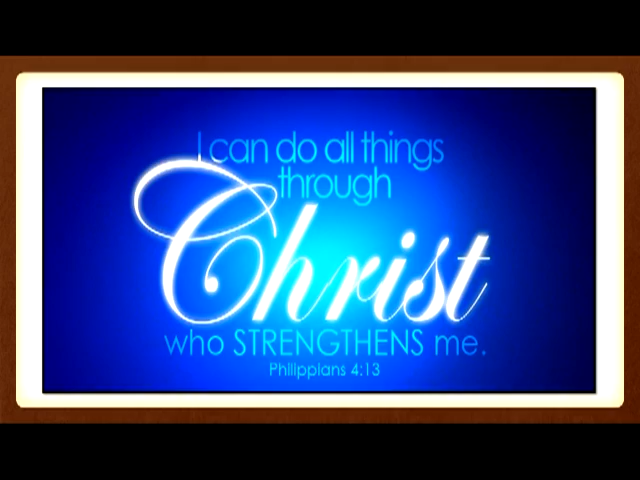 I can do all things
through
Christ
who STRENGTHENS me.
Philippians 4:13